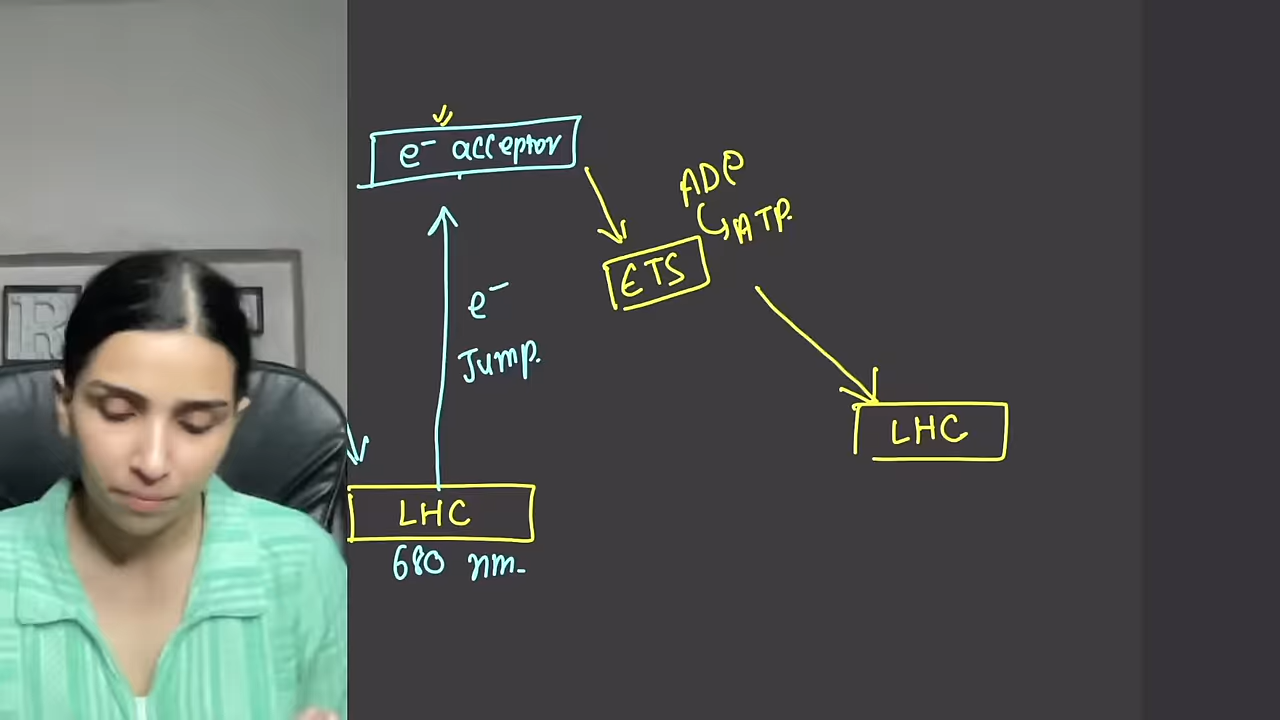 e⁻ acceptor
ADP
ATP.
ETS
e⁻
Jump.
LHC
LHC
680 nm.
R